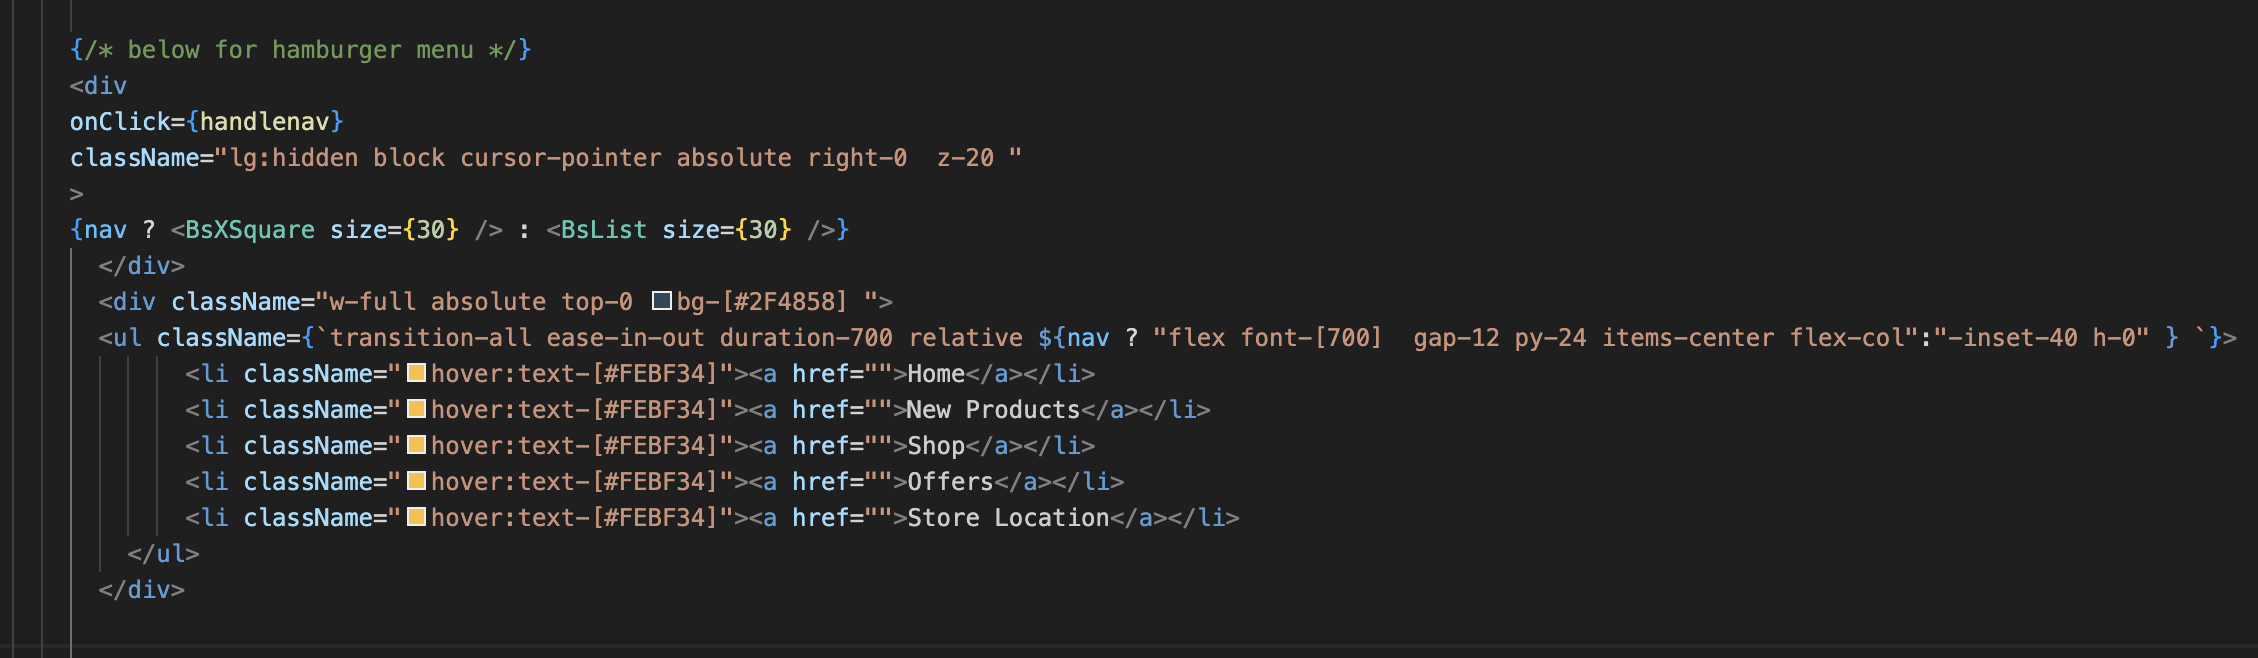 {/* below for hamburger menu */}
<div
onClick={handlenav}
className="lg:hidden block cursor-pointer absolute right-0  z-20 "
>
{nav ? <BsXSquare size={30} /> : <BsList size={30} />}
</div>
<div className="w-full absolute top-0 bg-[#2F4858] ">
<ul className={`transition-all ease-in-out duration-700 relative ${nav ? "flex font-[700]  gap-12 py-24 items-center flex-col":"-inset-40 h-0" } `}>
<li className="hover:text-[#FEBF34]"><a href="">Home</a></li>
<li className="hover:text-[#FEBF34]"><a href="">New Products</a></li>
<li className="hover:text-[#FEBF34]"><a href="">Shop</a></li>
<li className="hover:text-[#FEBF34]"><a href="">Offers</a></li>
<li className="hover:text-[#FEBF34]"><a href="">Store Location</a></li>
</ul>
</div>